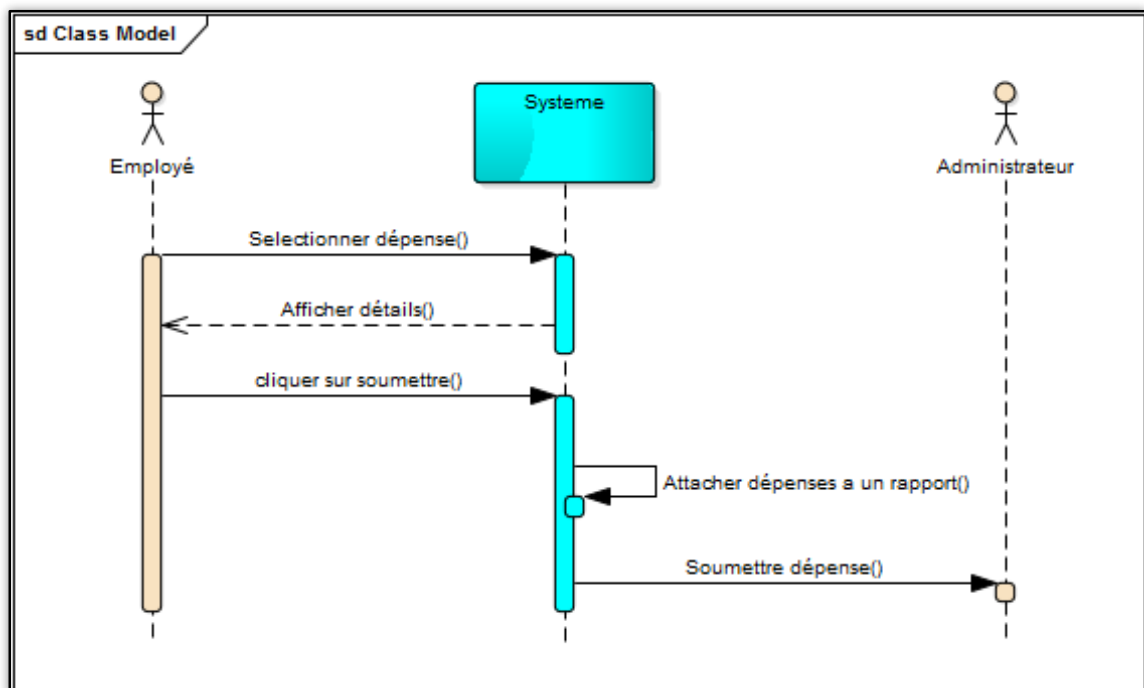 sd Class Model
Systeme
Employé
Administrateur
Selectionner dépense()
Afficher détails()
cliquer sur soumettre()
Attacher dépenses a un rapport()
Soumettre dépense()